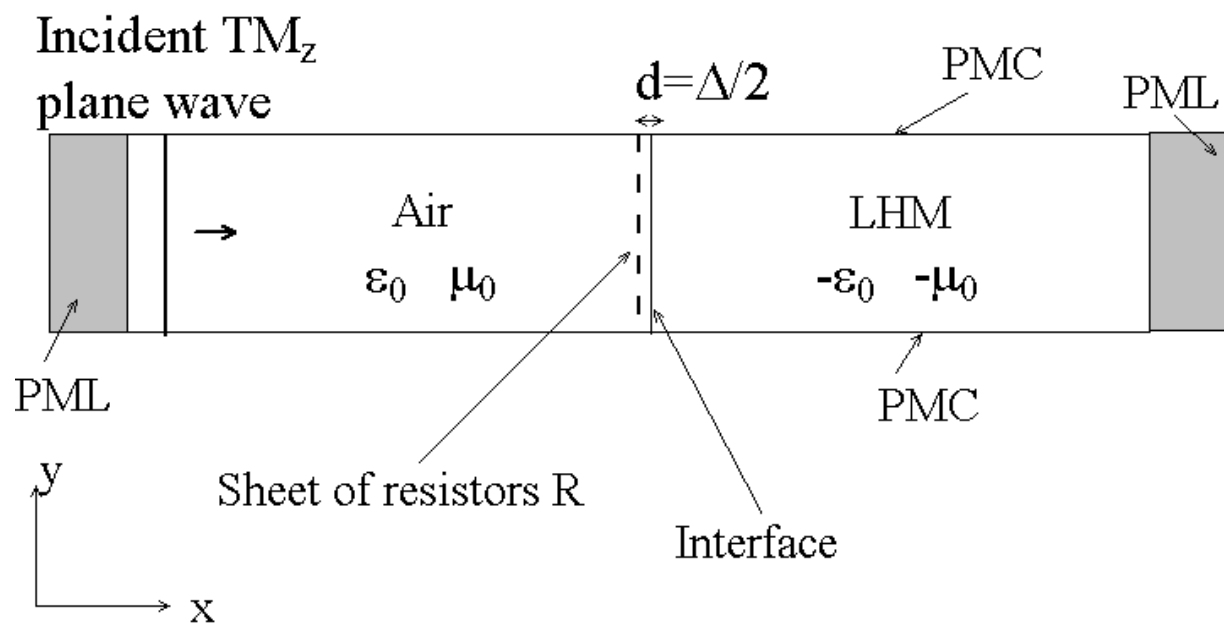 Incident TMz
plane wave
d=Δ/2
PMC
PML
Air
ε0 μ0
LHM
-ε0 -μ0
PML
PMC
Sheet of resistors R
Interface
y
x